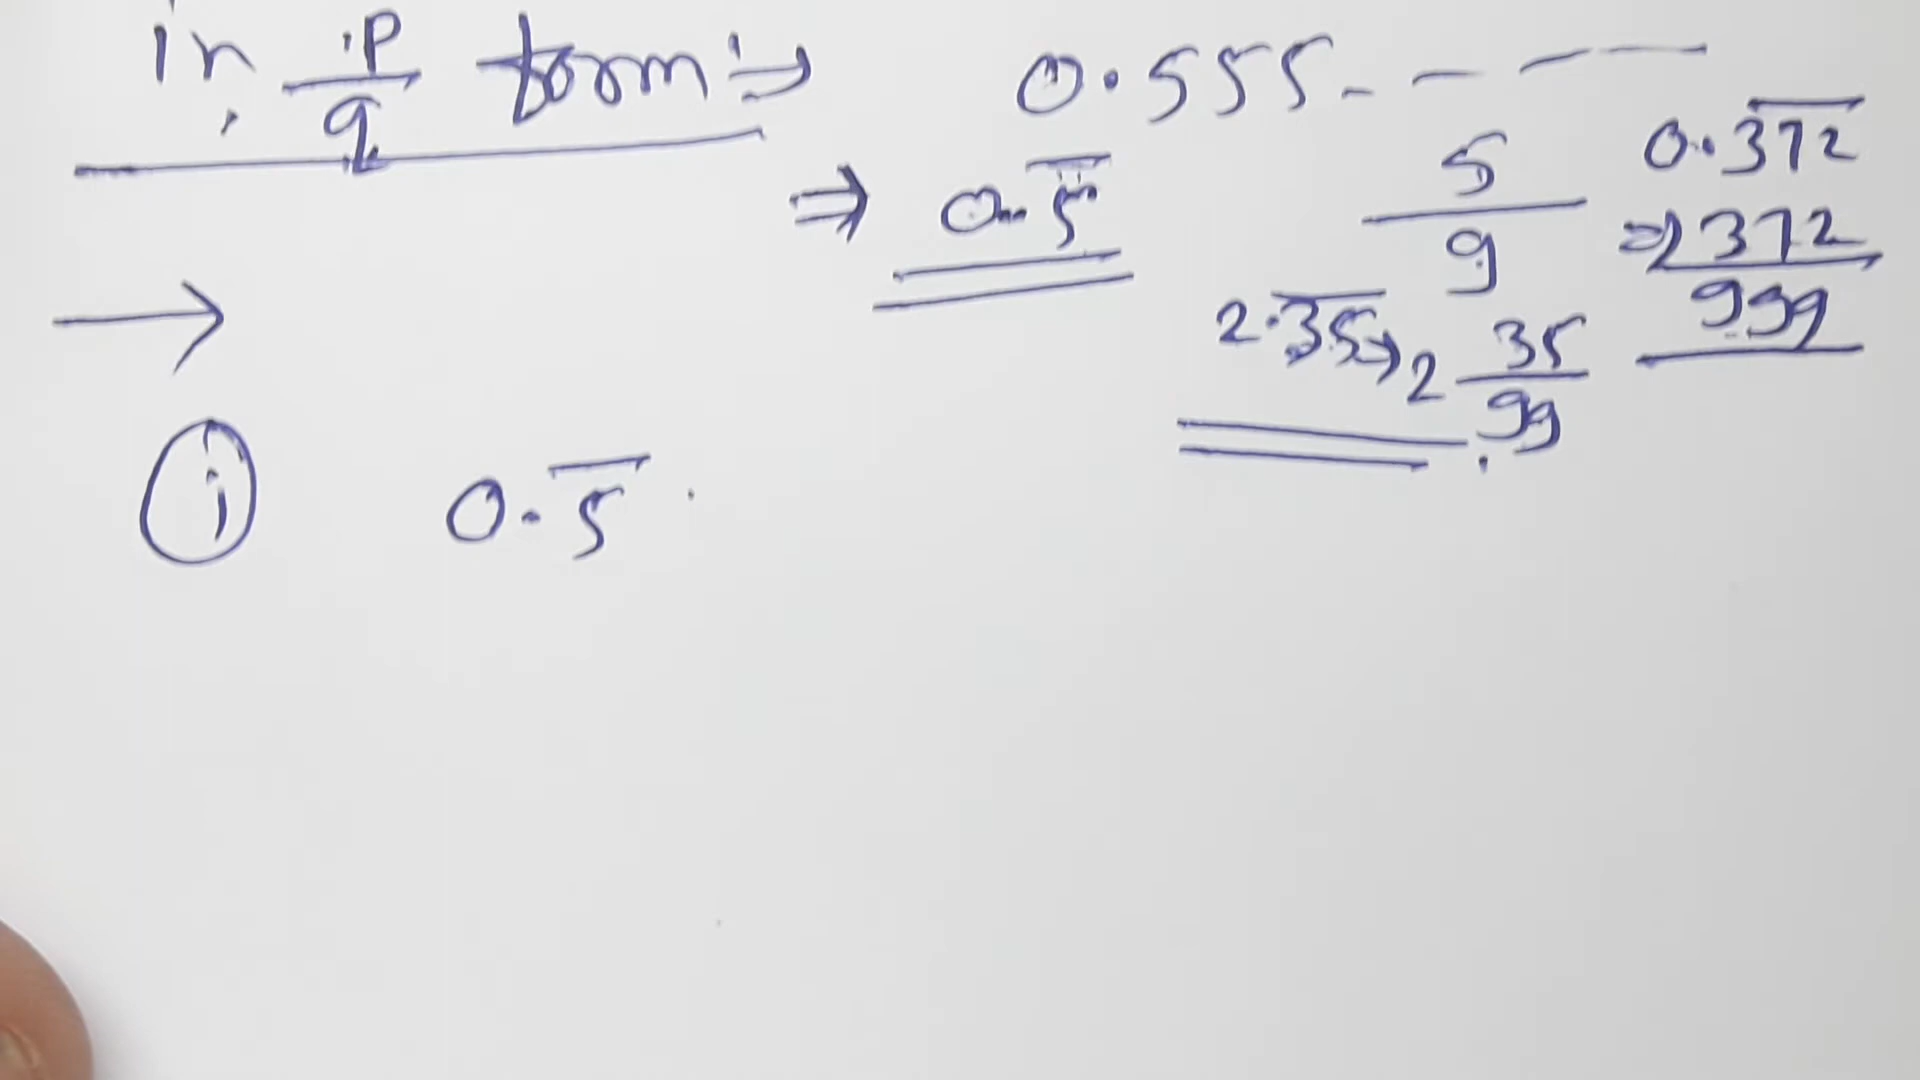 in p/q form :→ 0.555 - - - -
⇒ 0.5̅
5/9
0.3̅7̅2̅
⇒ 372/999
2.3̅5̅ → 2 35/99
→
(i) 0.5̅